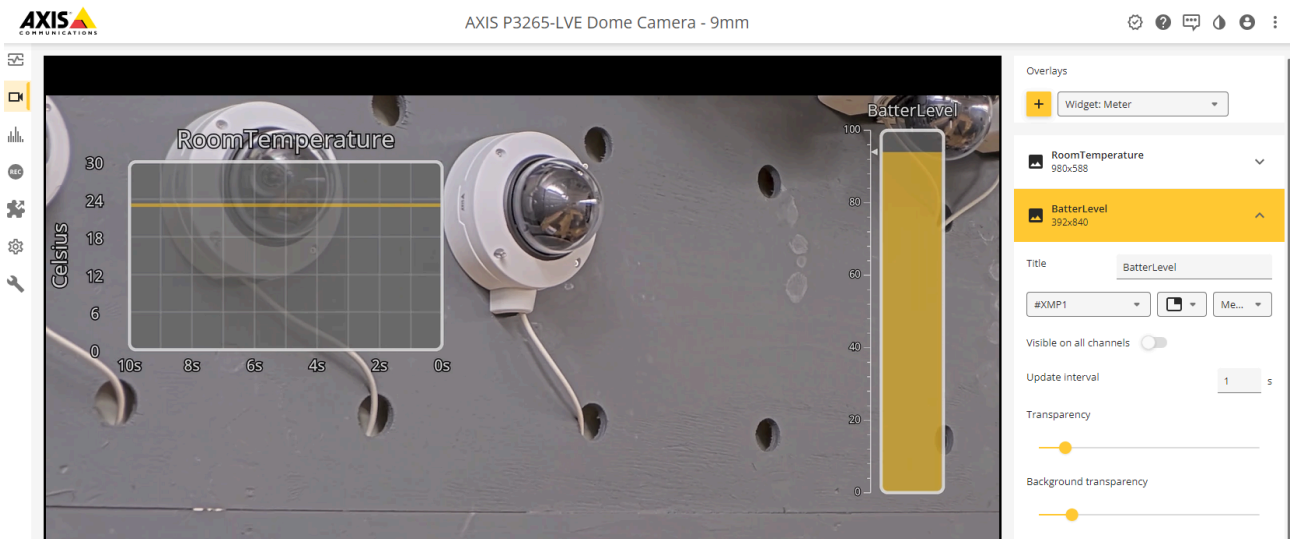 AXIS
COMMUNICATIONS
AXIS P3265-LVE Dome Camera - 9mm
REC
RoomTemperature
30
24
18
12
6
0
Celsius
10s 8s 6s 4s 2s 0s
BatterLevel
100
80
60
40
20
0
Overlays
+ Widget: Meter
RoomTemperature
980x588
BatterLevel
392x840
Title BatterLevel
#XMP1 Me...
Visible on all channels
Update interval 1 s
Transparency
Background transparency